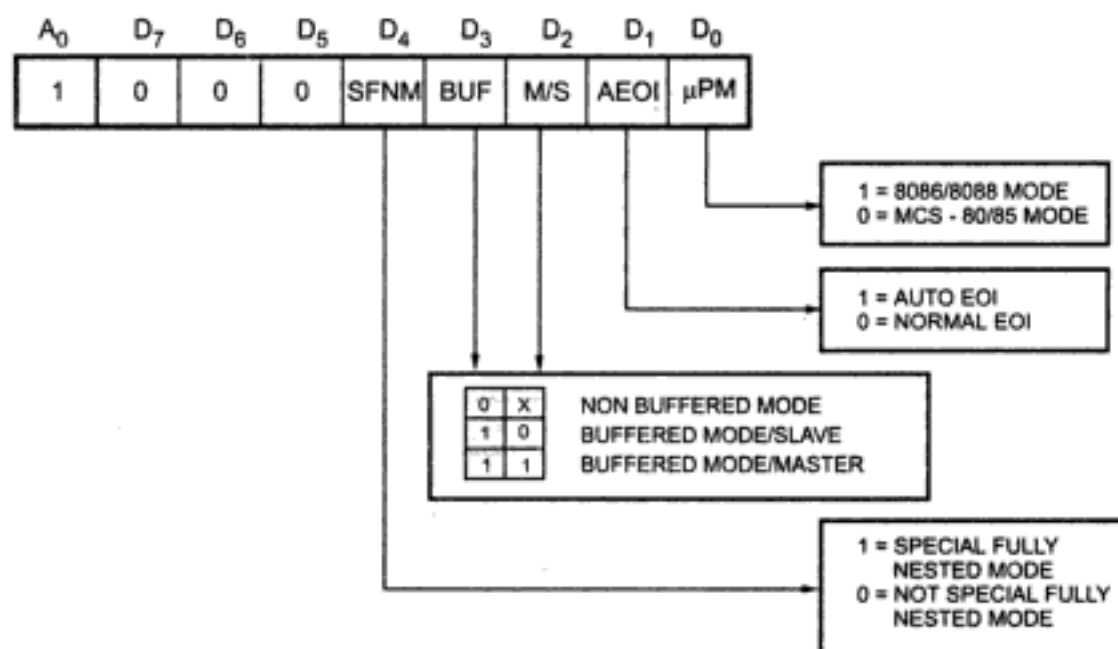 A0 D7 D6 D5 D4 D3 D2 D1 D0
1 0 0 0 SFNM BUF M/S AEOI µPM
1 = 8086/8088 MODE
0 = MCS - 80/85 MODE
1 = AUTO EOI
0 = NORMAL EOI
0 X NON BUFFERED MODE
1 0 BUFFERED MODE/SLAVE
1 1 BUFFERED MODE/MASTER
1 = SPECIAL FULLY
NESTED MODE
0 = NOT SPECIAL FULLY
NESTED MODE